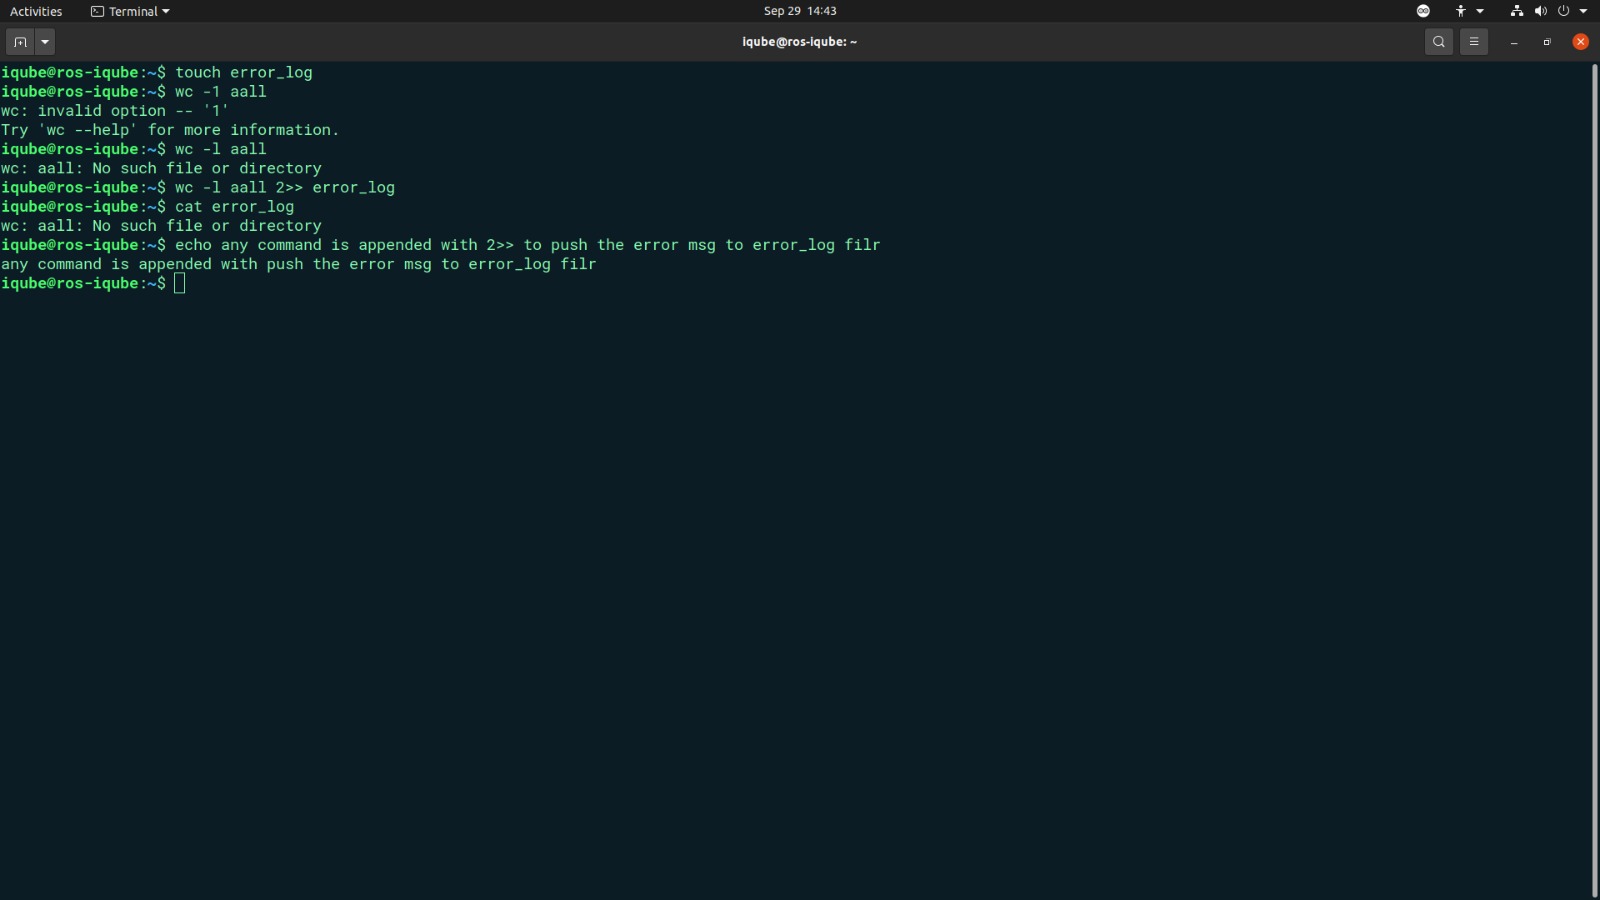 Activities Terminal Sep 29 14:43
iqube@ros-iqube: ~
iqube@ros-iqube:~$ touch error_log
iqube@ros-iqube:~$ wc -1 aall
wc: invalid option -- '1'
Try 'wc --help' for more information.
iqube@ros-iqube:~$ wc -l aall
wc: aall: No such file or directory
iqube@ros-iqube:~$ wc -l aall 2>> error_log
iqube@ros-iqube:~$ cat error_log
wc: aall: No such file or directory
iqube@ros-iqube:~$ echo any command is appended with 2>> to push the error msg to error_log filr
any command is appended with push the error msg to error_log filr
iqube@ros-iqube:~$